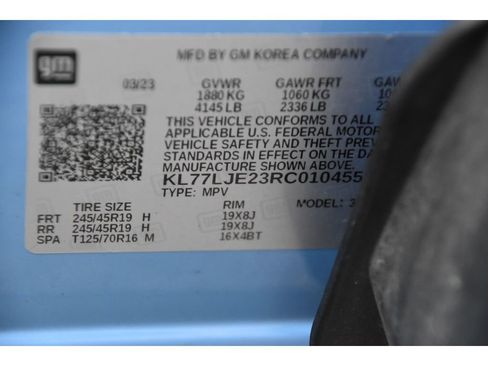 gm
MFD BY GM KOREA COMPANY
03/23 GVWR GAWR FRT GAWR
1880 KG 1060 KG
4145 LB 2336 LB
THIS VEHICLE CONFORMS TO ALL
APPLICABLE U.S. FEDERAL MOTOR
VEHICLE SAFETY AND THEFT PREV
STANDARDS IN EFFECT ON THE DA
MANUFACTURE SHOWN ABOVE.
KL77LJE23RC010455
TYPE: MPV MODEL: 3
TIRE SIZE RIM
FRT 245/45R19 H 19X8J
RR 245/45R19 H 19X8J
SPA T125/70R16 M 16X4BT